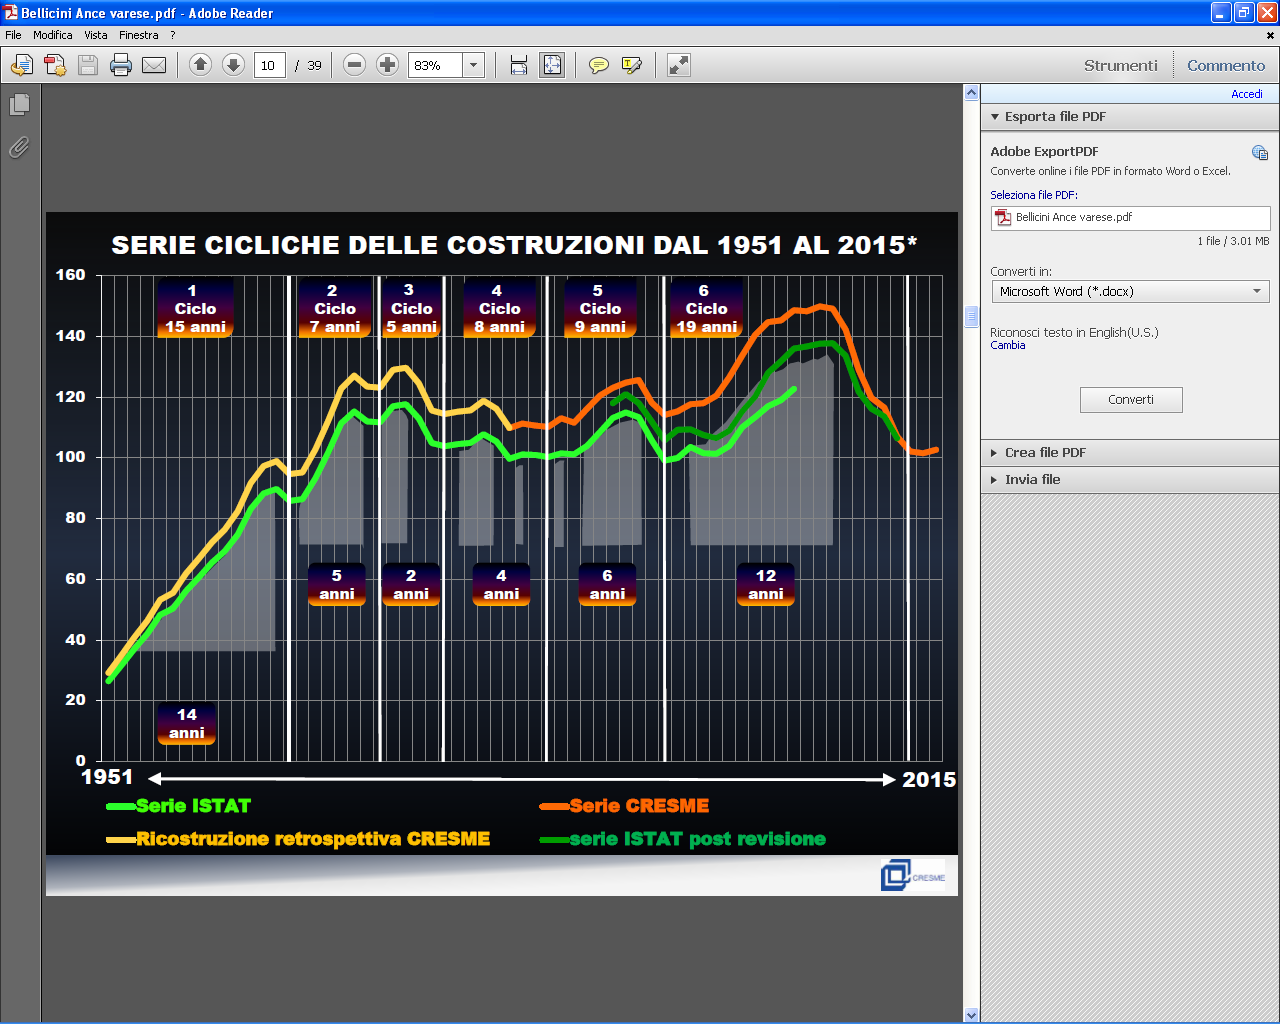 Bellicini Ance varese.pdf - Adobe Reader
File Modifica Vista Finestra ?
10 / 39 83% Strumenti Commento
Accedi
Esporta file PDF
Adobe ExportPDF
Converte online i file PDF in formato Word o Excel.
Seleziona file PDF:
Bellicini Ance varese.pdf
1 file / 3.01 MB
Converti in:
Microsoft Word (*.docx)
Riconosci testo in English(U.S.)
Cambia
Converti
Crea file PDF
Invia file
SERIE CICLICHE DELLE COSTRUZIONI DAL 1951 AL 2015*
160
140
120
100
80
60
40
20
0
1
Ciclo
15 anni
2
Ciclo
7 anni
3
Ciclo
5 anni
4
Ciclo
8 anni
5
Ciclo
9 anni
6
Ciclo
19 anni
14
anni
5
anni
2
anni
4
anni
6
anni
12
anni
1951 2015
Serie ISTAT
Serie CRESME
Ricostruzione retrospettiva CRESME
serie ISTAT post revisione
CRESME